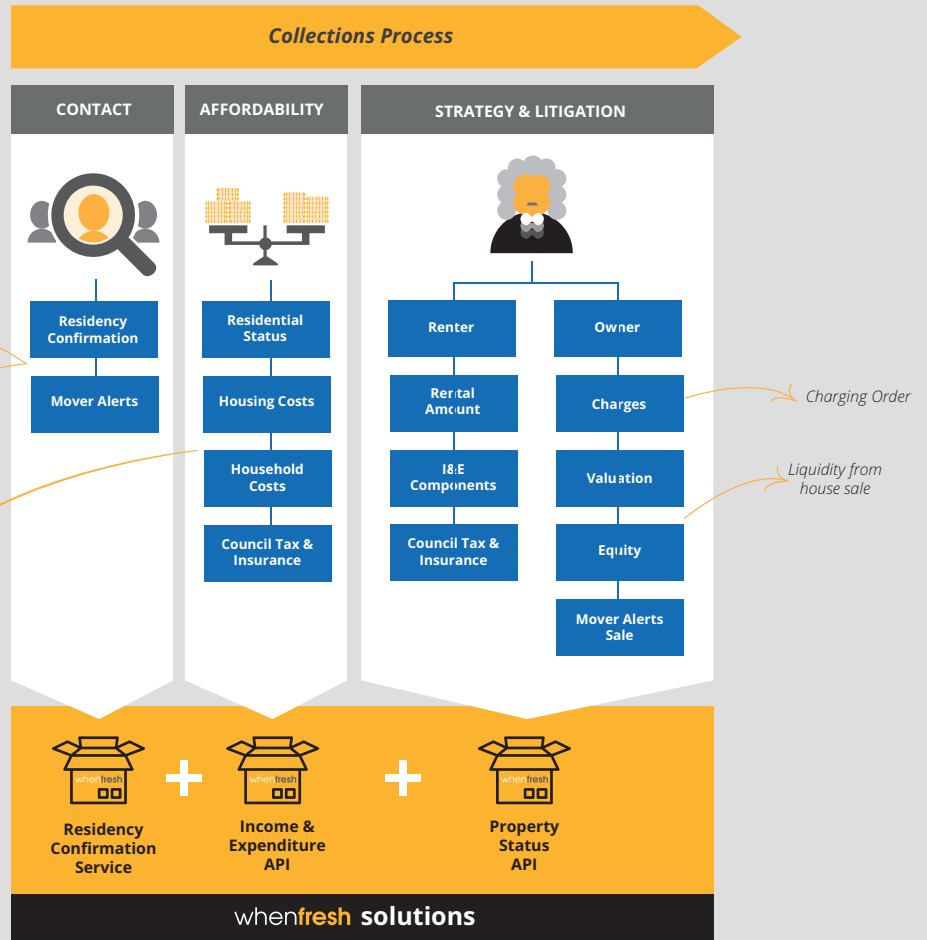 Collections Process
CONTACT
Residency
Confirmation
Mover Alerts
AFFORDABILITY
Residential
Status
Housing Costs
Household
Costs
Council Tax &
Insurance
STRATEGY & LITIGATION
Renter
Rental
Amount
I&E
Components
Council Tax &
Insurance
Owner
Charges
Valuation
Equity
Mover Alerts
Sale
Charging Order
Liquidity from
house sale
whenfresh
Residency
Confirmation
Service
whenfresh
Income &
Expenditure
API
whenfresh
Property
Status
API
whenfresh solutions